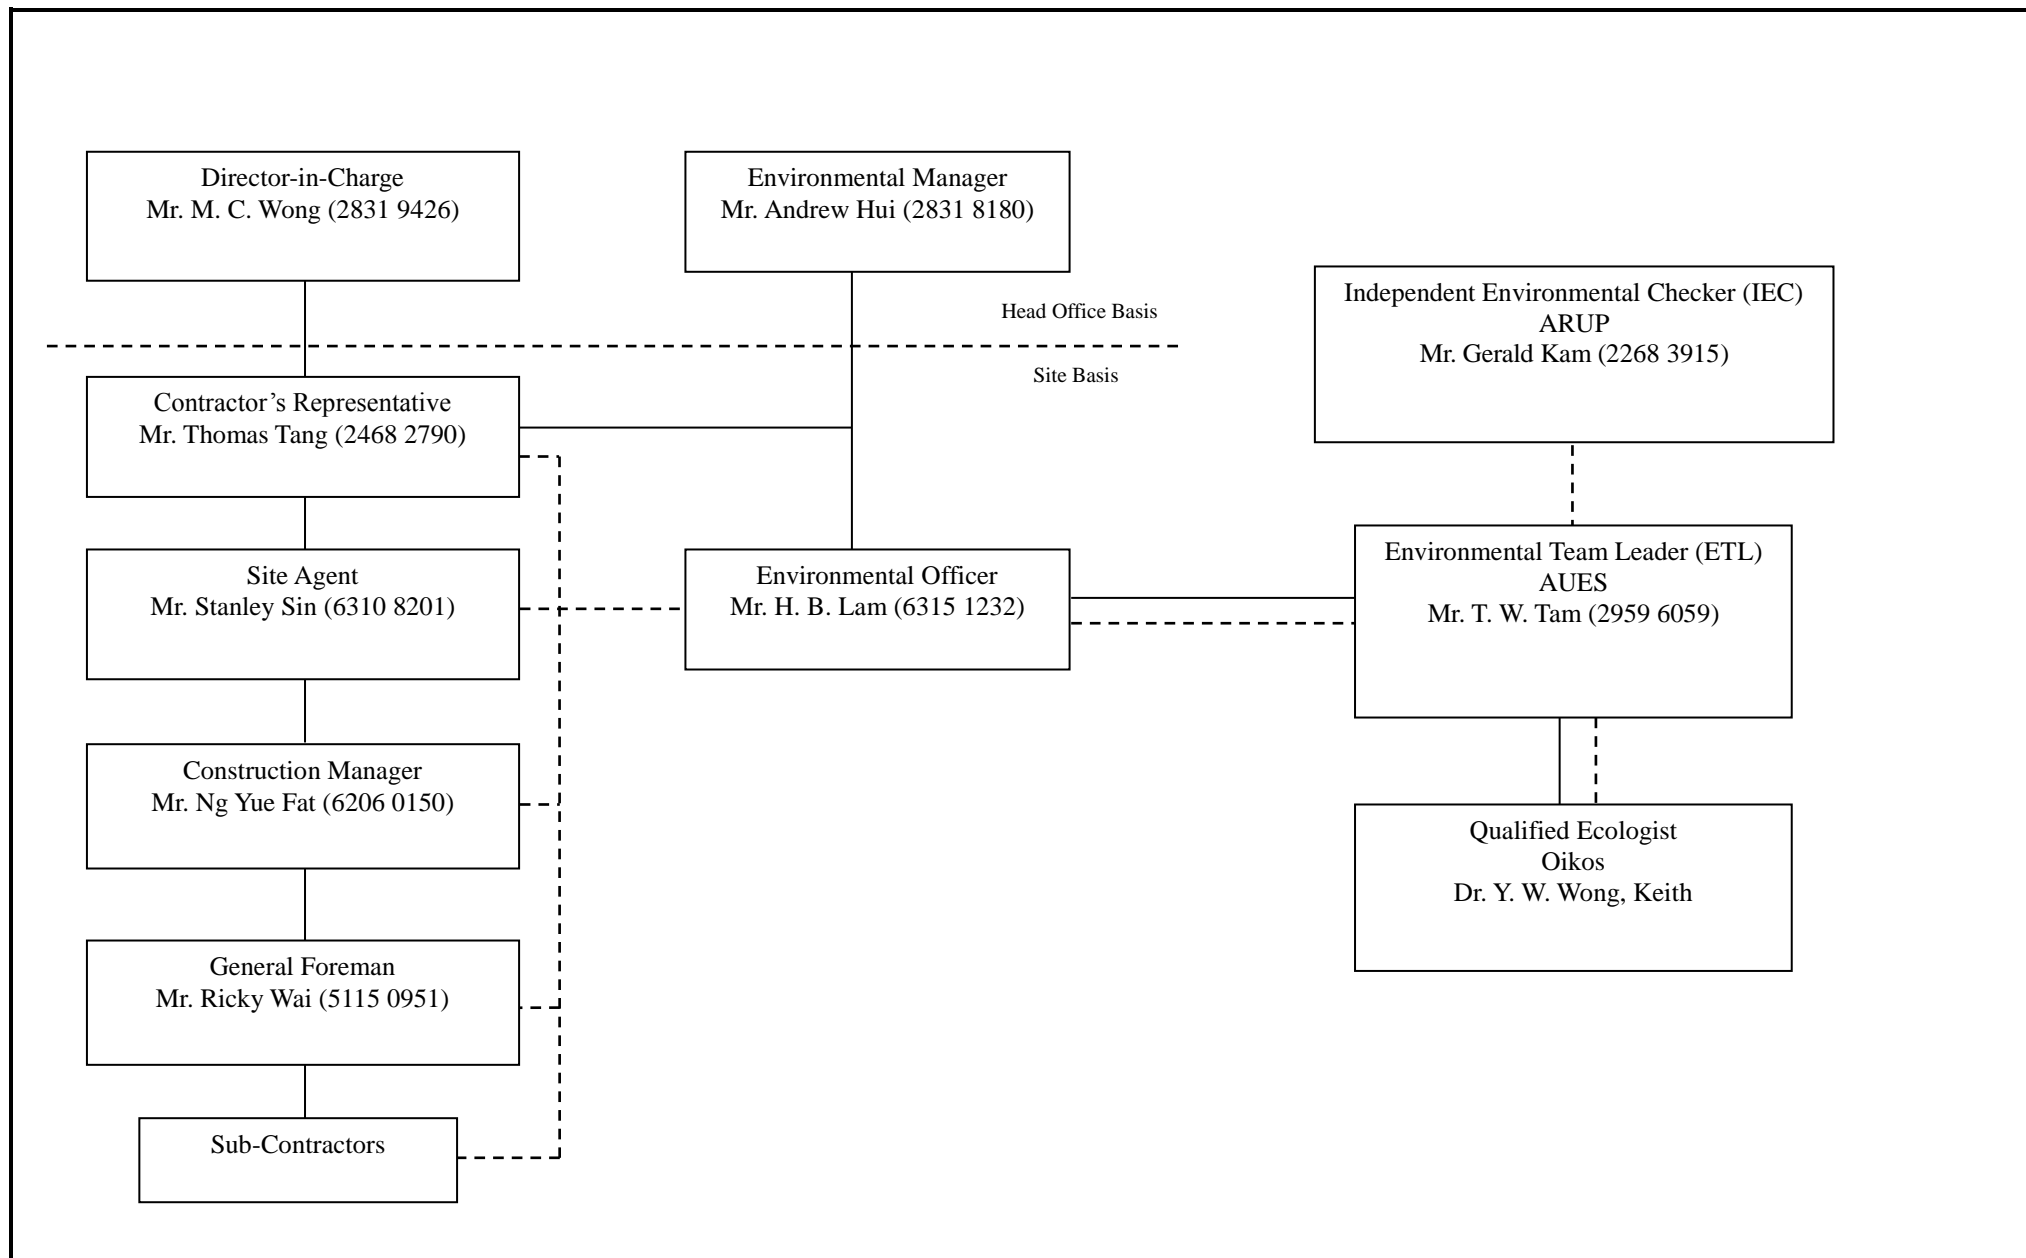 Director-in-Charge
Mr. M. C. Wong (2831 9426)
Environmental Manager
Mr. Andrew Hui (2831 8180)
Independent Environmental Checker (IEC)
ARUP
Mr. Gerald Kam (2268 3915)
Head Office Basis
Site Basis
Contractor’s Representative
Mr. Thomas Tang (2468 2790)
Site Agent
Mr. Stanley Sin (6310 8201)
Environmental Officer
Mr. H. B. Lam (6315 1232)
Environmental Team Leader (ETL)
AUES
Mr. T. W. Tam (2959 6059)
Construction Manager
Mr. Ng Yue Fat (6206 0150)
Qualified Ecologist
Oikos
Dr. Y. W. Wong, Keith
General Foreman
Mr. Ricky Wai (5115 0951)
Sub-Contractors